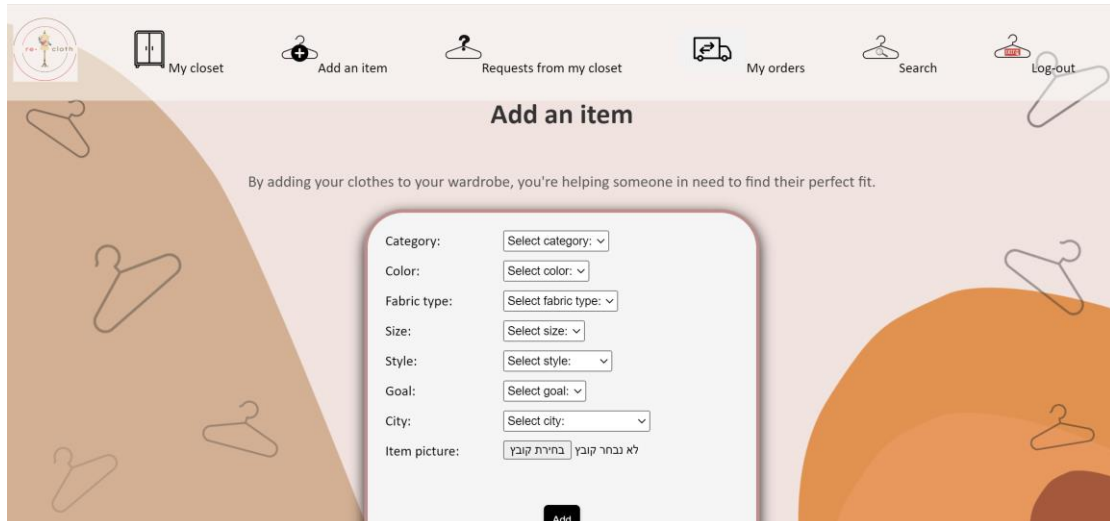 re-cloth
My closet
Add an item
Requests from my closet
My orders
Search
Log-out
Add an item
By adding your clothes to your wardrobe, you're helping someone in need to find their perfect fit.
Category: Select category:
Color: Select color:
Fabric type: Select fabric type:
Size: Select size:
Style: Select style:
Goal: Select goal:
City: Select city:
Item picture: בחירת קובץ לא נבחר קובץ
Add